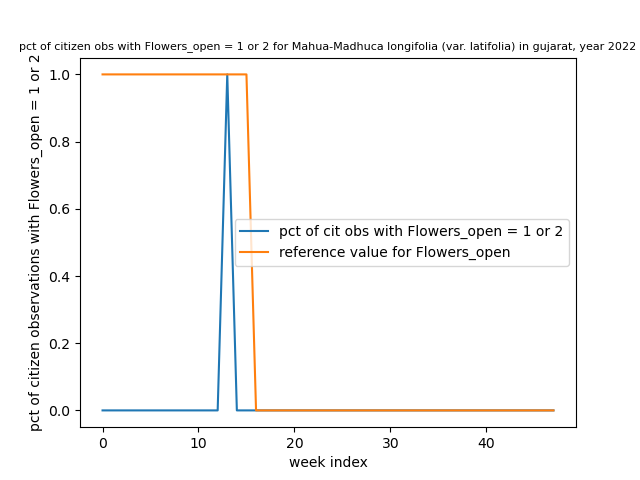 pct of citizen obs with Flowers_open = 1 or 2 for Mahua-Madhuca longifolia (var. latifolia) in gujarat, year 2022
pct of citizen observations with Flowers_open = 1 or 2
1.0
0.8
0.6
0.4
0.2
0.0
pct of cit obs with Flowers_open = 1 or 2
reference value for Flowers_open
0 10 20 30 40
week index